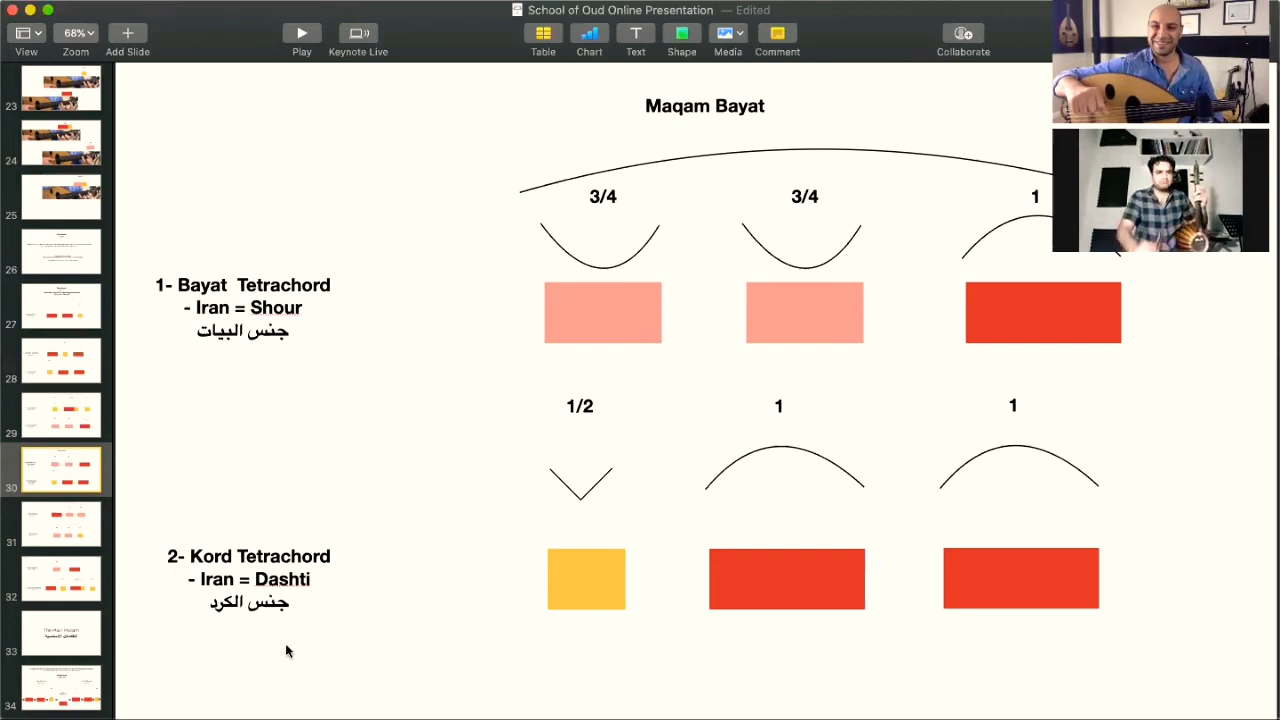 School of Oud Online Presentation — Edited
View
68%
Zoom
Add Slide
Play
Keynote Live
Table
Chart
Text
Shape
Media
Comment
Collaborate
23
24
25
26
27
28
29
30
31
32
33
34
Maqam Bayat
3/4
3/4
1
1- Bayat Tetrachord
- Iran = Shour
جنس البيات
1/2
1
1
2- Kord Tetrachord
- Iran = Dashti
جنس الكرد